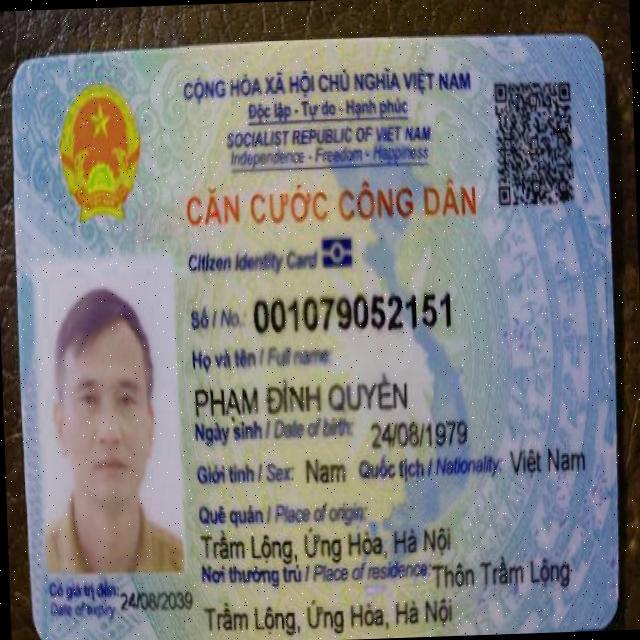 CỘNG HÒA XÃ HỘI CHỦ NGHĨA VIỆT NAM
Độc lập - Tự do - Hạnh phúc
SOCIALIST REPUBLIC OF VIET NAM
Independence - Freedom - Happiness
CĂN CƯỚC CÔNG DÂN
Citizen Identity Card
Số / No.: 001079052151
Họ và tên / Full name:
PHẠM ĐÌNH QUYỀN
Ngày sinh / Date of birth: 24/08/1979
Giới tính / Sex: Nam Quốc tịch / Nationality: Việt Nam
Quê quán / Place of origin:
Trầm Lộng, Ứng Hòa, Hà Nội
Nơi thường trú / Place of residence: Thôn Trầm Lộng
Trầm Lộng, Ứng Hòa, Hà Nội
Có giá trị đến: 24/08/2039
Date of expiry